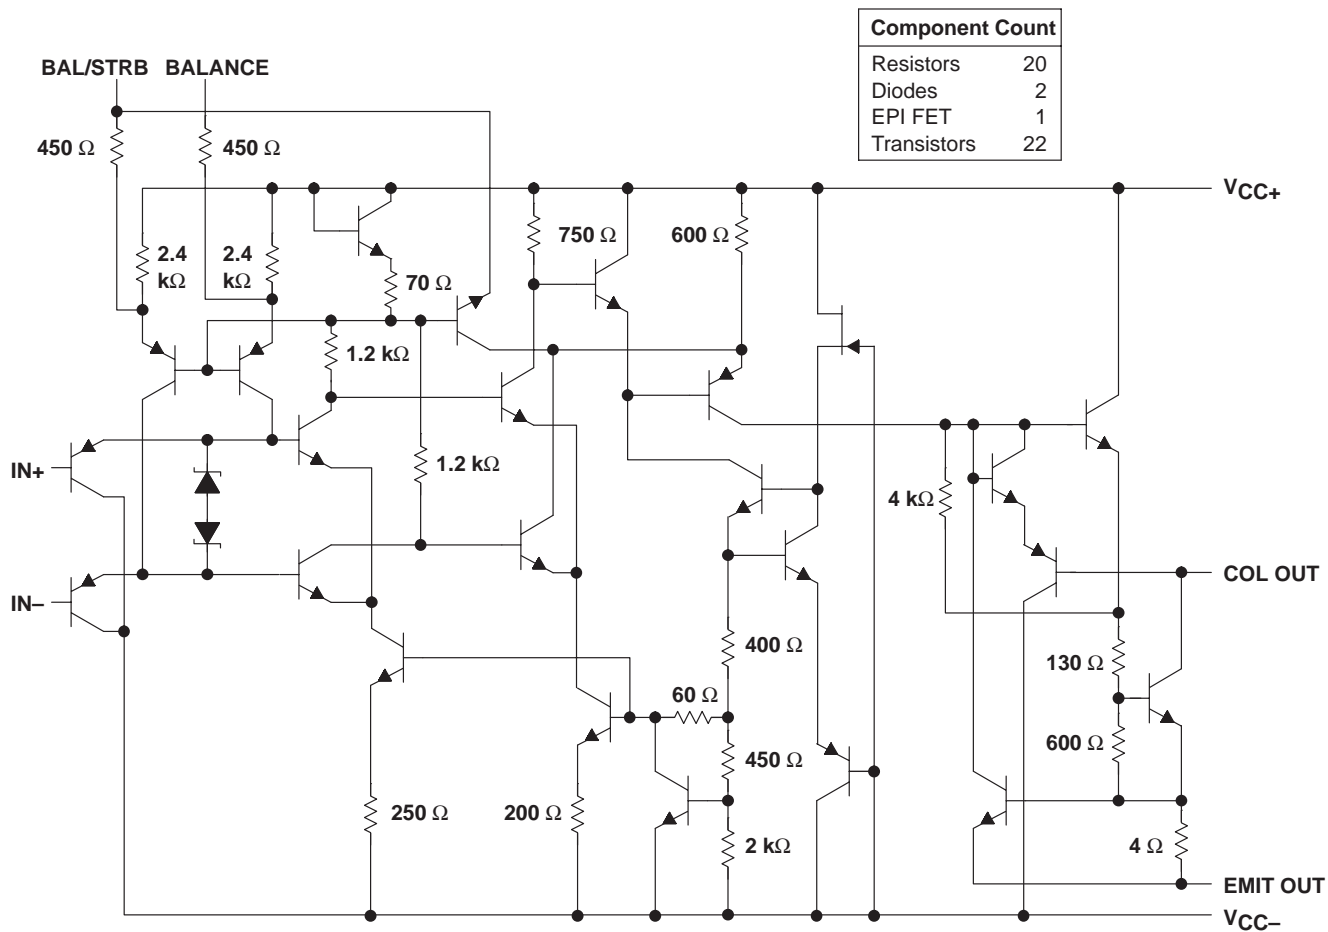 Component Count
Resistors 20
Diodes 2
EPI FET 1
Transistors 22
BAL/STRB BALANCE
450 Ω 450 Ω
VCC+
2.4 kΩ
2.4 kΩ
70 Ω
750 Ω
600 Ω
1.2 kΩ
IN+
1.2 kΩ
4 kΩ
COL OUT
IN–
400 Ω
130 Ω
60 Ω
450 Ω
600 Ω
250 Ω
200 Ω
2 kΩ
4 Ω
EMIT OUT
VCC–